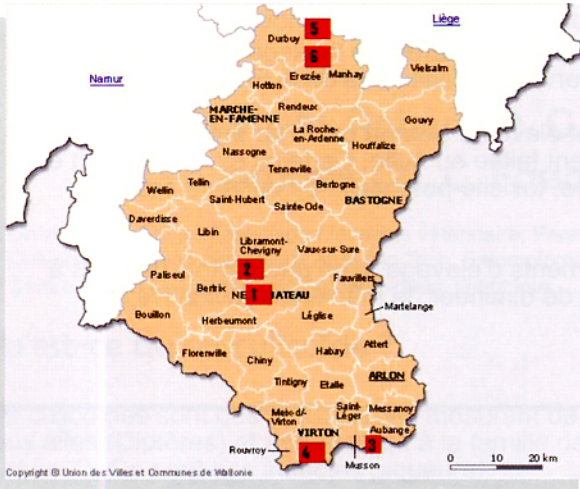 Liège
Namur
5
Durbuy
6
Erezée
Manhay
Vielsalm
Hotton
MARCHE-
EN-FAMENNE
Rendeux
Gouvy
La Roche-
en-Ardenne
Houffalize
Nassogne
Tenneville
Bertogne
BASTOGNE
Wellin
Tellin
Saint-Hubert
Sainte-Ode
Daverdisse
Libin
Libramont-
Chevigny
Vaux-sur-Sure
2
Paliseul
Fauvillers
Bertrix
1
Martelange
Bouillon
Herbeumont
Léglise
Florenville
Chiny
Habay
Attert
ARLON
Tintigny
Etalle
Saint-
Léger
Messancy
Virton
VIRTON
Aubange
Rouvroy
4
3
Musson
0 10 20 km
Copyright © Union des Villes et Communes de Wallonie